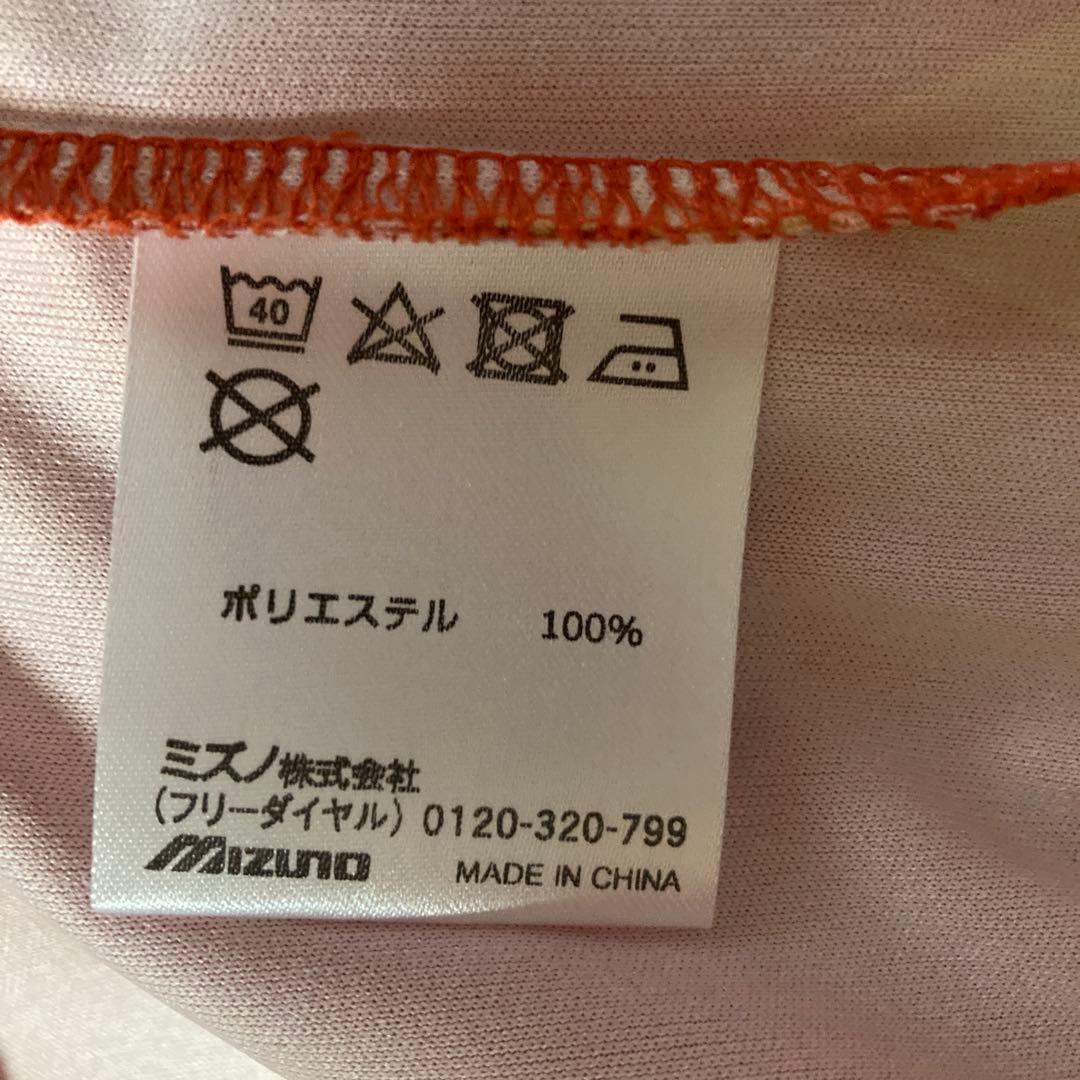 40
ポリエステル 100%
ミズノ株式会社
(フリーダイヤル) 0120-320-799
MIZUNO MADE IN CHINA